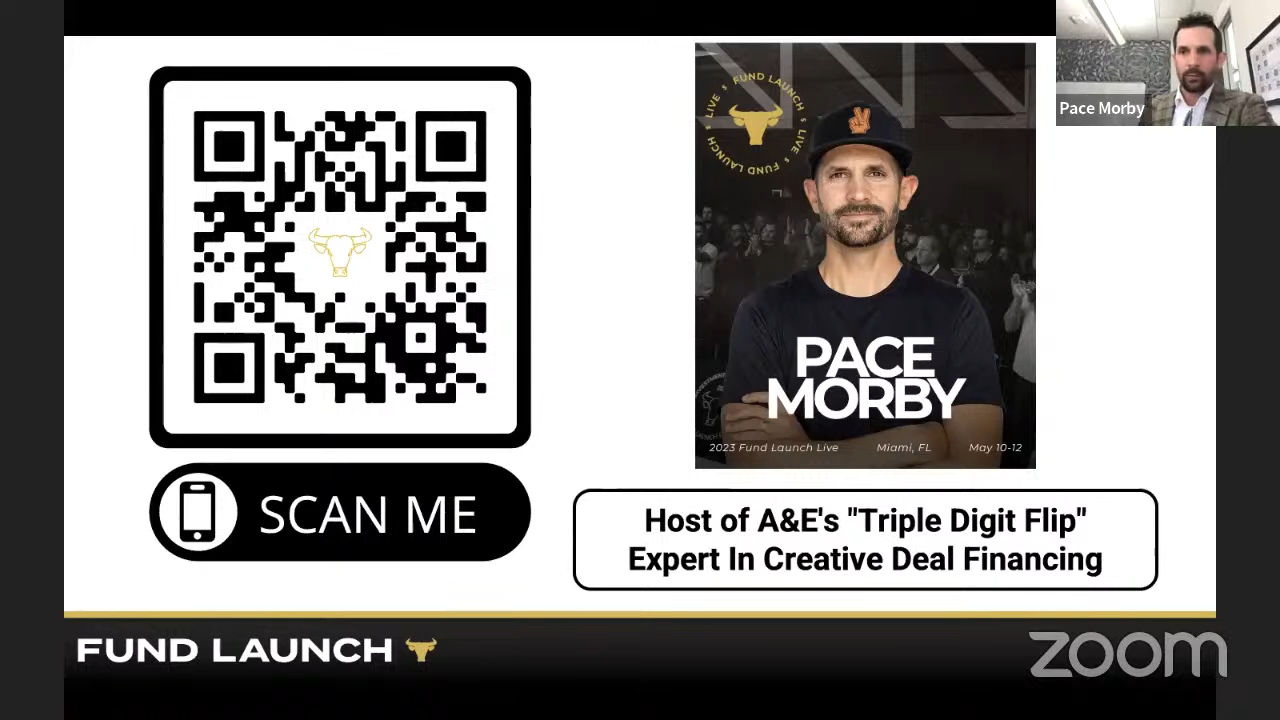 SCAN ME
LIVE $ FUND LAUNCH $ LIVE $ FUND LAUNCH $
PACE
MORBY
2023 Fund Launch Live Miami, FL May 10-12
Host of A&E's "Triple Digit Flip"
Expert In Creative Deal Financing
Pace Morby
FUND LAUNCH
zoom